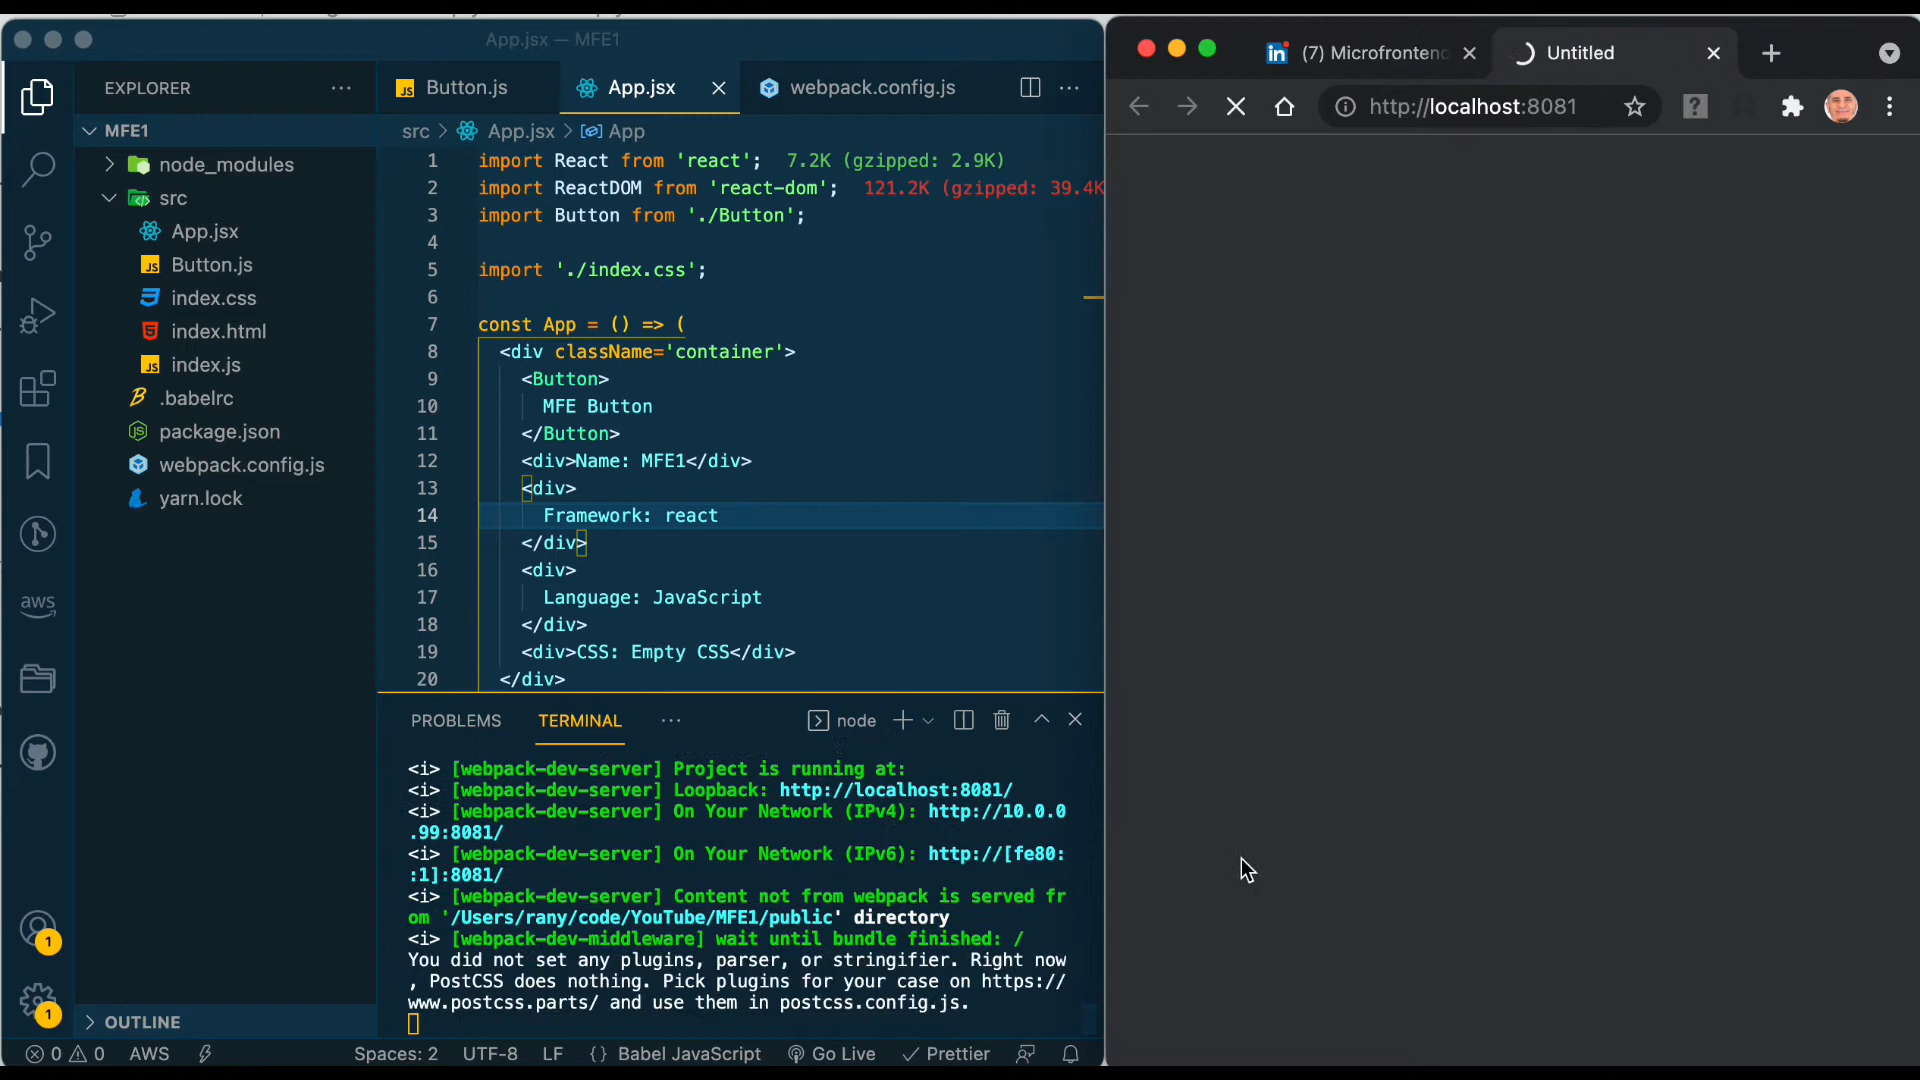 App.jsx — MFE1
EXPLORER
MFE1
node_modules
src
App.jsx
Button.js
index.css
index.html
index.js
.babelrc
package.json
webpack.config.js
yarn.lock
OUTLINE
aws
1
1
Button.js
App.jsx
webpack.config.js
src > App.jsx > App
1 import React from 'react'; 7.2K (gzipped: 2.9K)
2 import ReactDOM from 'react-dom'; 121.2K (gzipped: 39.4K
3 import Button from './Button';
4
5 import './index.css';
6
7 const App = () => (
8 <div className='container'>
9 <Button>
10 MFE Button
11 </Button>
12 <div>Name: MFE1</div>
13 <div>
14 Framework: react
15 </div>
16 <div>
17 Language: JavaScript
18 </div>
19 <div>CSS: Empty CSS</div>
20 </div>
PROBLEMS TERMINAL ··· node
<i> [webpack-dev-server] Project is running at:
<i> [webpack-dev-server] Loopback: http://localhost:8081/
<i> [webpack-dev-server] On Your Network (IPv4): http://10.0.0
.99:8081/
<i> [webpack-dev-server] On Your Network (IPv6): http://[fe80:
:1]:8081/
<i> [webpack-dev-server] Content not from webpack is served fr
om '/Users/rany/code/YouTube/MFE1/public' directory
<i> [webpack-dev-middleware] wait until bundle finished: /
You did not set any plugins, parser, or stringifier. Right now
, PostCSS does nothing. Pick plugins for your case on https://
www.postcss.parts/ and use them in postcss.config.js.
0 0 AWS Spaces: 2 UTF-8 LF {} Babel JavaScript Go Live Prettier
in (7) Microfrontend
Untitled
http://localhost:8081